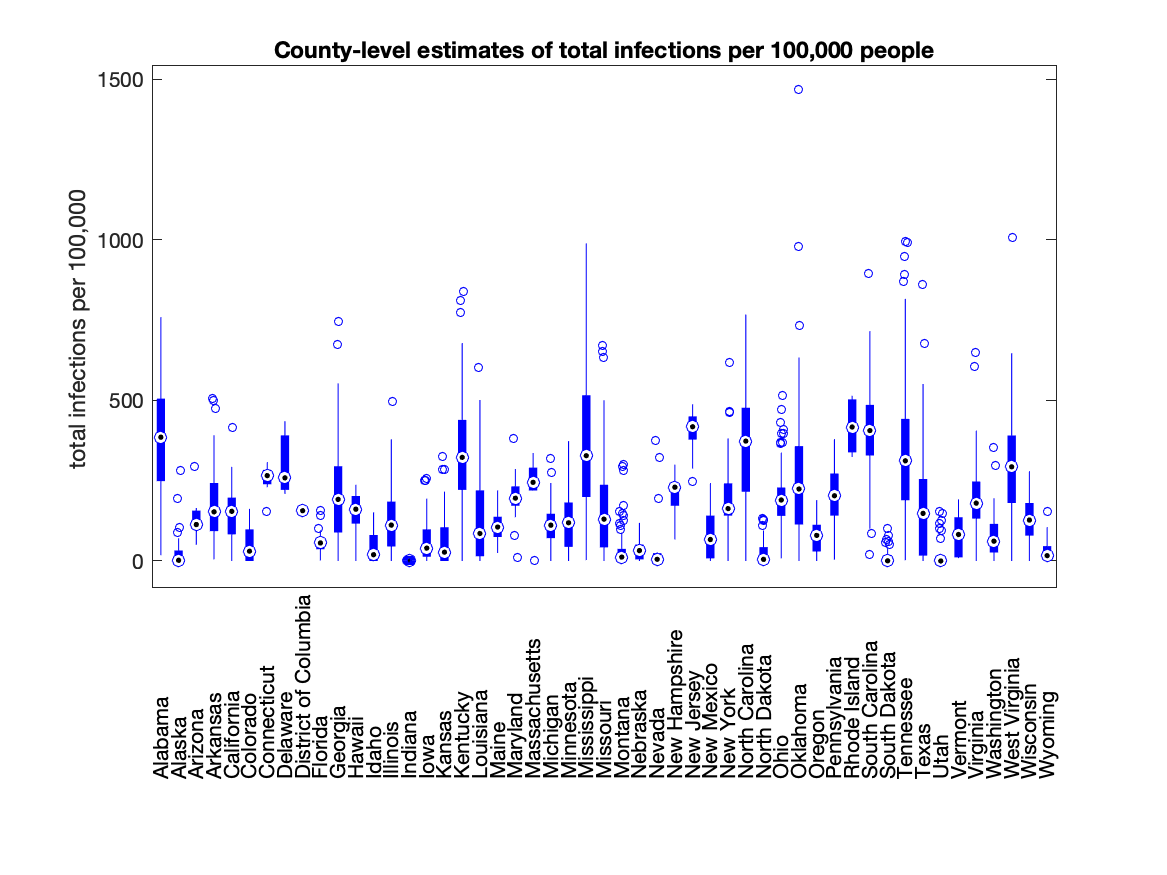 County-level estimates of total infections per 100,000 people
total infections per 100,000
1500
1000
500
0
Alabama
Alaska
Arizona
Arkansas
California
Colorado
Connecticut
Delaware
District of Columbia
Florida
Georgia
Hawaii
Idaho
Illinois
Indiana
Iowa
Kansas
Kentucky
Louisiana
Maine
Maryland
Massachusetts
Michigan
Minnesota
Mississippi
Missouri
Montana
Nebraska
Nevada
New Hampshire
New Jersey
New Mexico
New York
North Carolina
North Dakota
Ohio
Oklahoma
Oregon
Pennsylvania
Rhode Island
South Carolina
South Dakota
Tennessee
Texas
Utah
Vermont
Virginia
Washington
West Virginia
Wisconsin
Wyoming